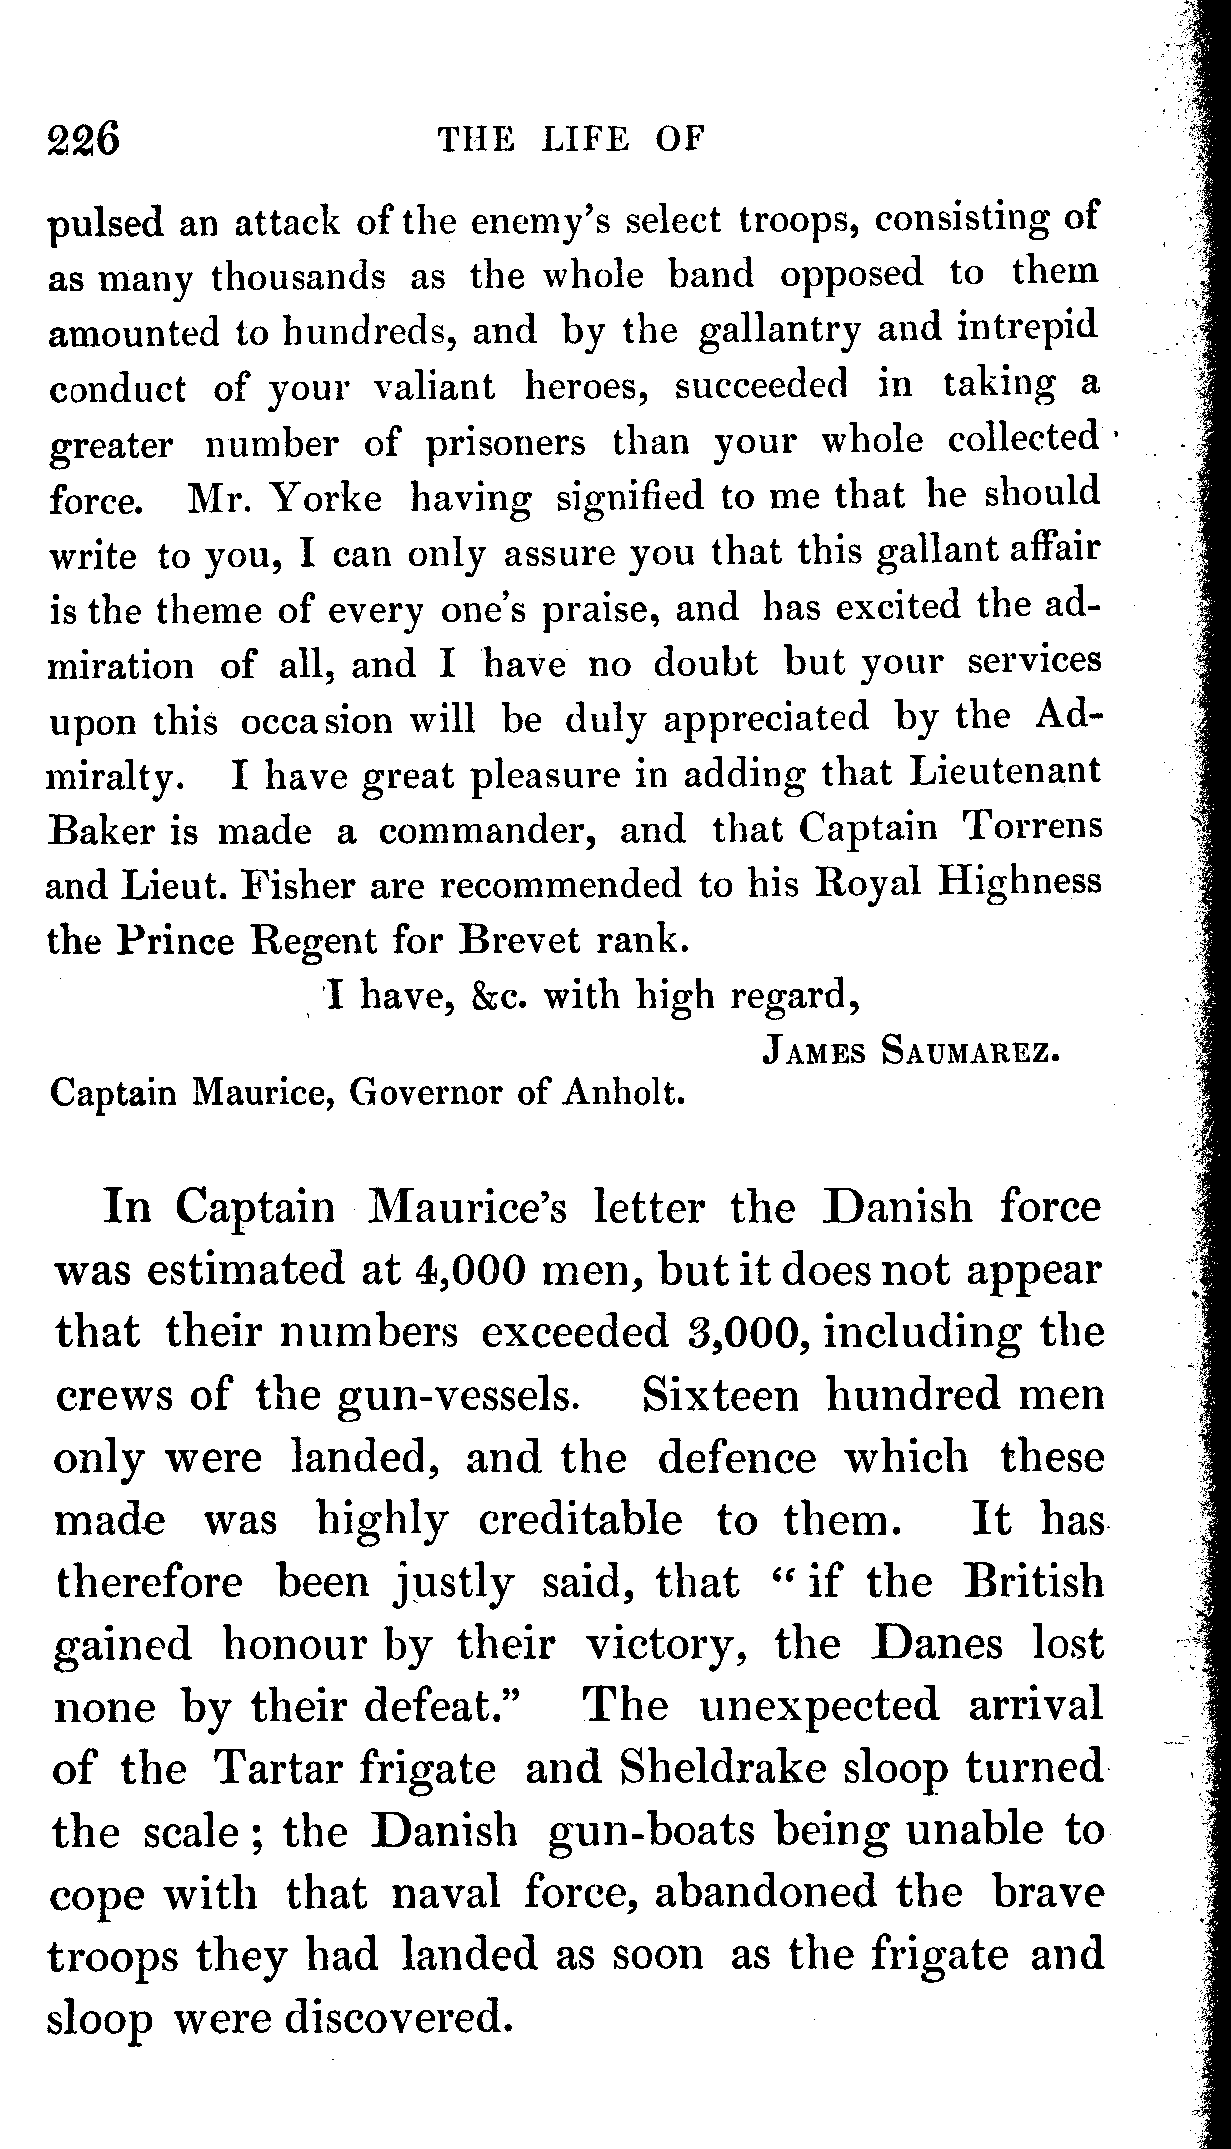 226 THE LIFE OF
pulsed an attack of the enemy's select troops, consisting of
as many thousands as the whole band opposed to them
amounted to hundreds, and by the gallantry and intrepid
conduct of your valiant heroes, succeeded in taking a
greater number of prisoners than your whole collected
force. Mr. Yorke having signified to me that he should
write to you, I can only assure you that this gallant affair
is the theme of every one's praise, and has excited the ad-
miration of all, and I have no doubt but your services
upon this occasion will be duly appreciated by the Ad-
miralty. I have great pleasure in adding that Lieutenant
Baker is made a commander, and that Captain Torrens
and Lieut. Fisher are recommended to his Royal Highness
the Prince Regent for Brevet rank.
I have, &c. with high regard,
JAMES SAUMAREZ.
Captain Maurice, Governor of Anholt.
In Captain Maurice's letter the Danish force
was estimated at 4,000 men, but it does not appear
that their numbers exceeded 3,000, including the
crews of the gun-vessels. Sixteen hundred men
only were landed, and the defence which these
made was highly creditable to them. It has
therefore been justly said, that “ if the British
gained honour by their victory, the Danes lost
none by their defeat.” The unexpected arrival
of the Tartar frigate and Sheldrake sloop turned
the scale ; the Danish gun-boats being unable to
cope with that naval force, abandoned the brave
troops they had landed as soon as the frigate and
sloop were discovered.